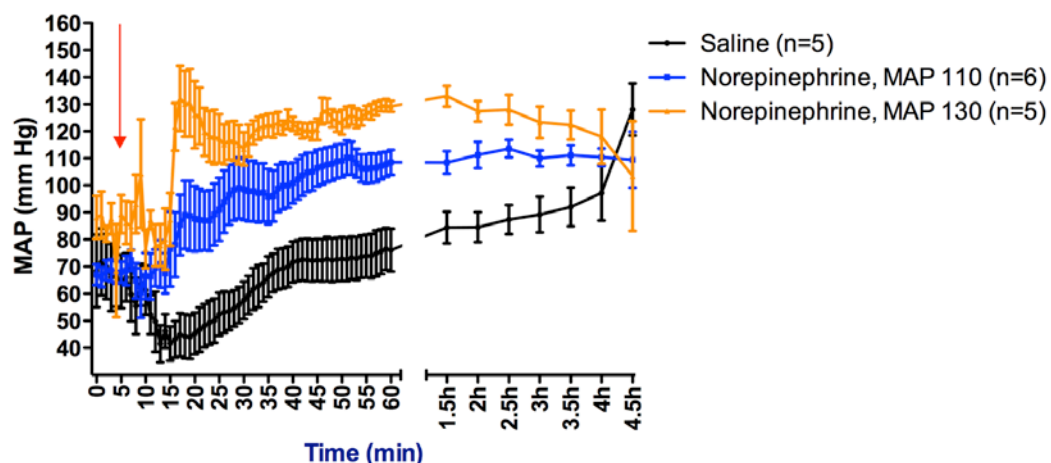 160
150
140
130
120
110
100
90
80
70
60
50
40
MAP (mm Hg)
0 5 10 15 20 25 30 35 40 45 50 55 60 1.5h 2h 2.5h 3h 3.5h 4h 4.5h
Time (min)
Saline (n=5)
Norepinephrine, MAP 110 (n=6)
Norepinephrine, MAP 130 (n=5)